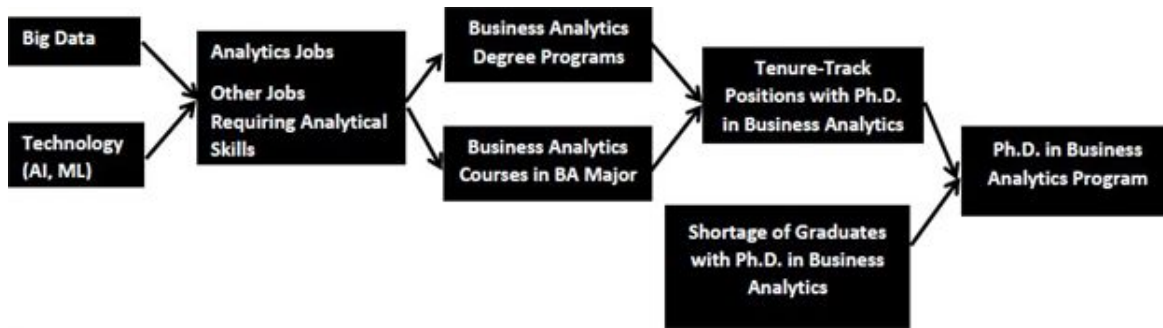 Big Data
Technology
(AI, ML)
Analytics Jobs
Other Jobs
Requiring Analytical
Skills
Business Analytics
Degree Programs
Business Analytics
Courses in BA Major
Tenure-Track
Positions with Ph.D.
in Business Analytics
Shortage of Graduates
with Ph.D. in Business
Analytics
Ph.D. in Business
Analytics Program